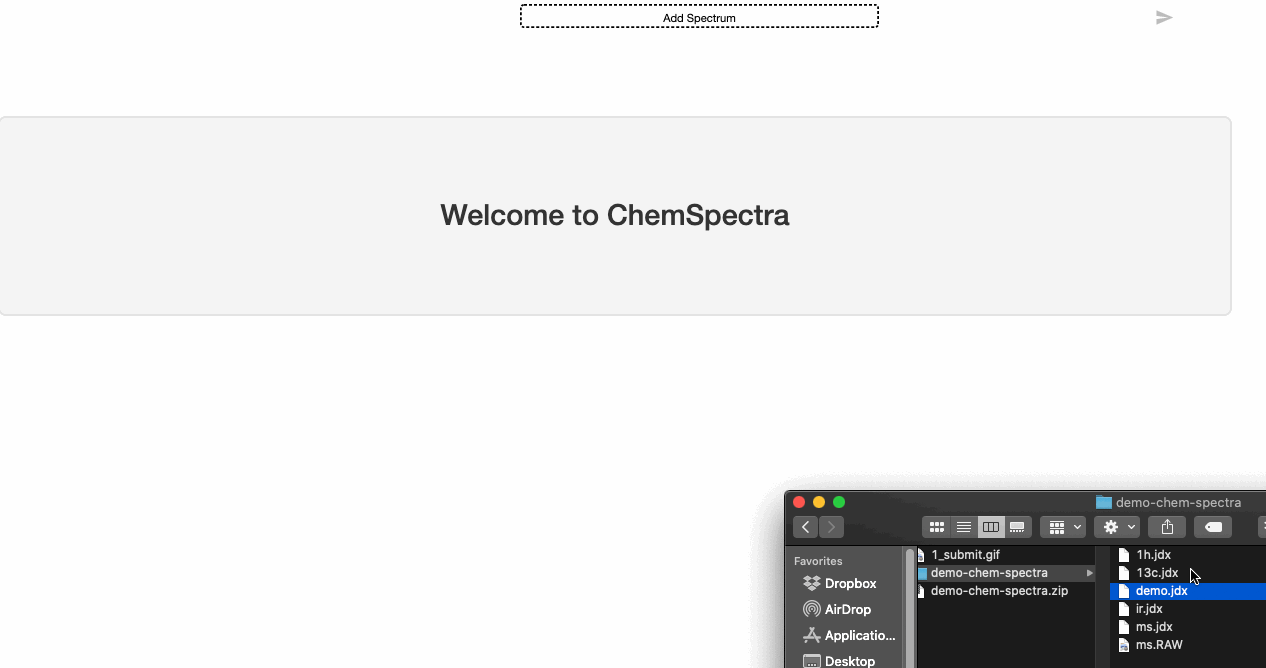 Add Spectrum
Welcome to ChemSpectra
demo-chem-spectra
Favorites
Dropbox
AirDrop
Applicatio...
Desktop
1_submit.gif
demo-chem-spectra
demo-chem-spectra.zip
1h.jdx
13c.jdx
demo.jdx
ir.jdx
ms.jdx
ms.RAW